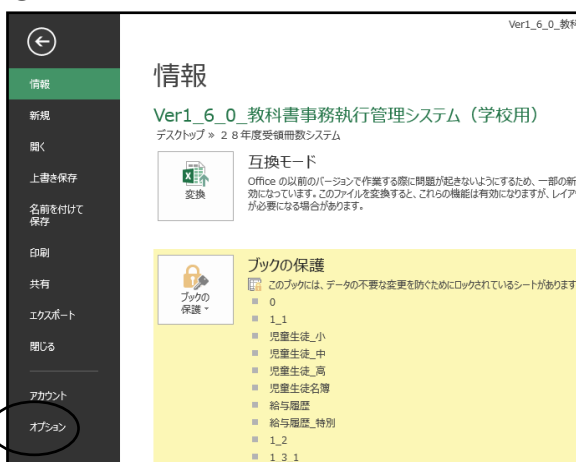 Ver1_6_0_教科
情報
情報
新規
開く
上書き保存
名前を付けて
保存
印刷
共有
エクスポート
閉じる
アカウント
オプション
Ver1_6_0_教科書事務執行管理システム（学校用）
デスクトップ » ２８年度受領冊数システム
変換
互換モード
Office の以前のバージョンで作業する際に問題が起きないようにするため、一部の新
効になっています。このファイルを変換すると、これらの機能は有効になりますが、レイア
が必要になる場合があります。
ブックの
保護
ブックの保護
このブックには、データの不要な変更を防ぐためにロックされているシートがあります
0
1_1
児童生徒_小
児童生徒_中
児童生徒_高
児童生徒名簿
給与履歴
給与履歴_特別
1_2
1_3_1